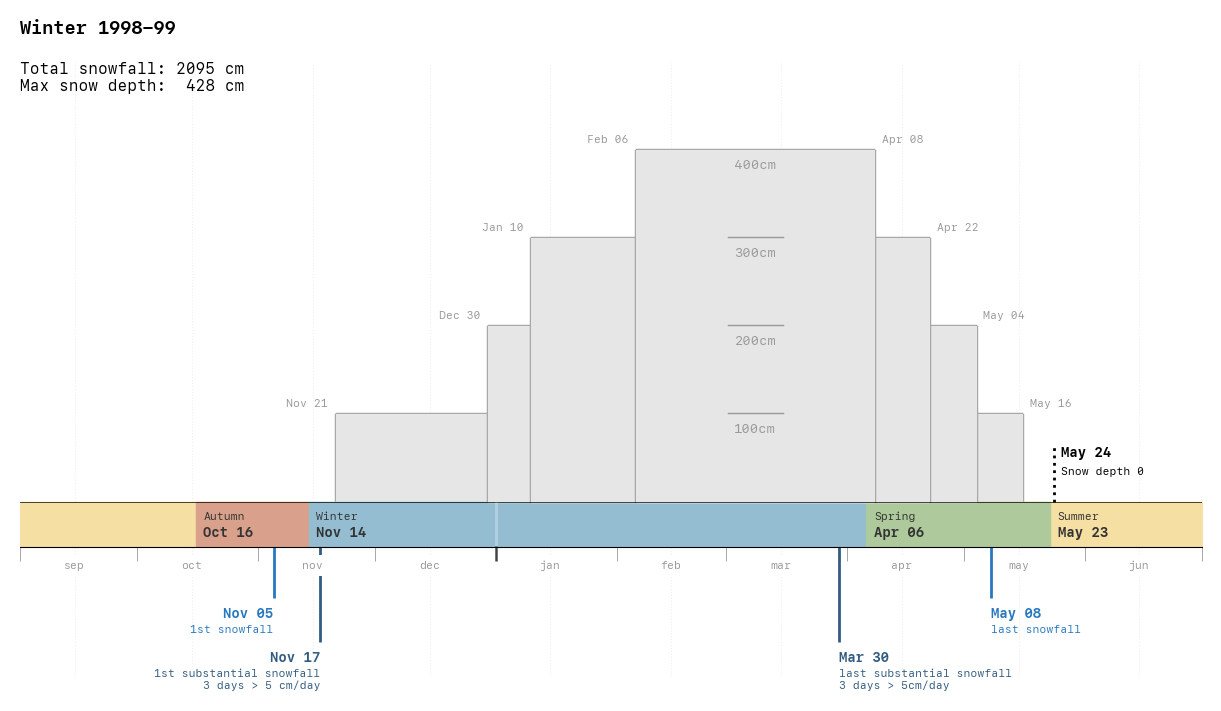 Winter 1998–99
Total snowfall: 2095 cm
Max snow depth:  428 cm
Feb 06
Apr 08
400cm
Jan 10
Apr 22
300cm
Dec 30
May 04
200cm
Nov 21
May 16
100cm
May 24
Snow depth 0
Autumn
Oct 16
Winter
Nov 14
Spring
Apr 06
Summer
May 23
sep
oct
nov
dec
jan
feb
mar
apr
may
jun
Nov 05
1st snowfall
May 08
last snowfall
Nov 17
1st substantial snowfall
3 days > 5 cm/day
Mar 30
last substantial snowfall
3 days > 5cm/day